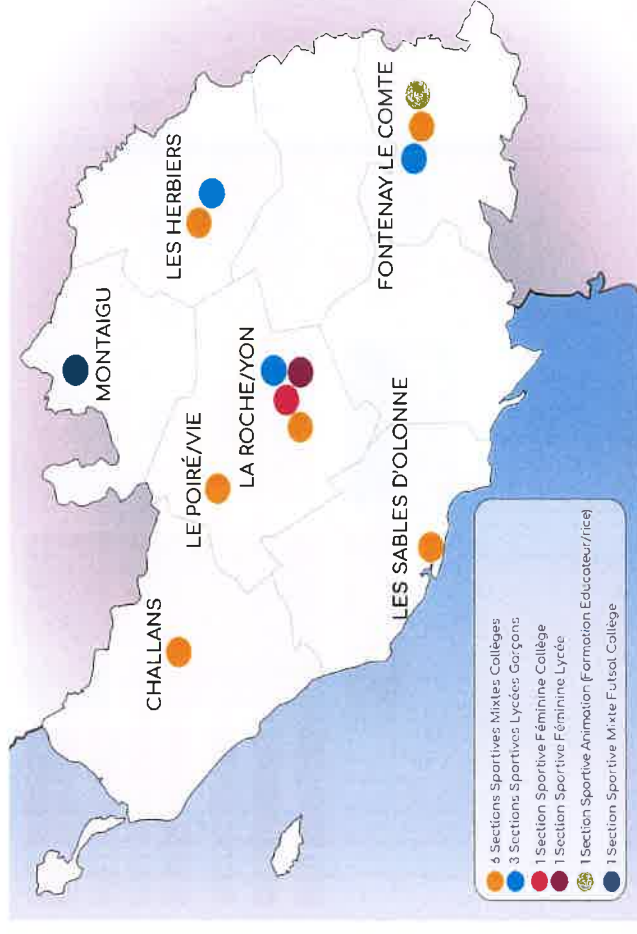 MONTAIGU
LES HERBIERS
CHALLANS
LE POIRÉ/VIE
LA ROCHE/YON
FONTENAY LE COMTE
LES SABLES D'OLONNE
6 Sections Sportives Mixtes Collèges
3 Sections Sportives Lycées Garçons
1 Section Sportive Féminine Collège
1 Section Sportive Féminine Lycée
1 Section Sportive Animation (Formation Educateur/rice)
1 Section Sportive Mixte Futsal Collège